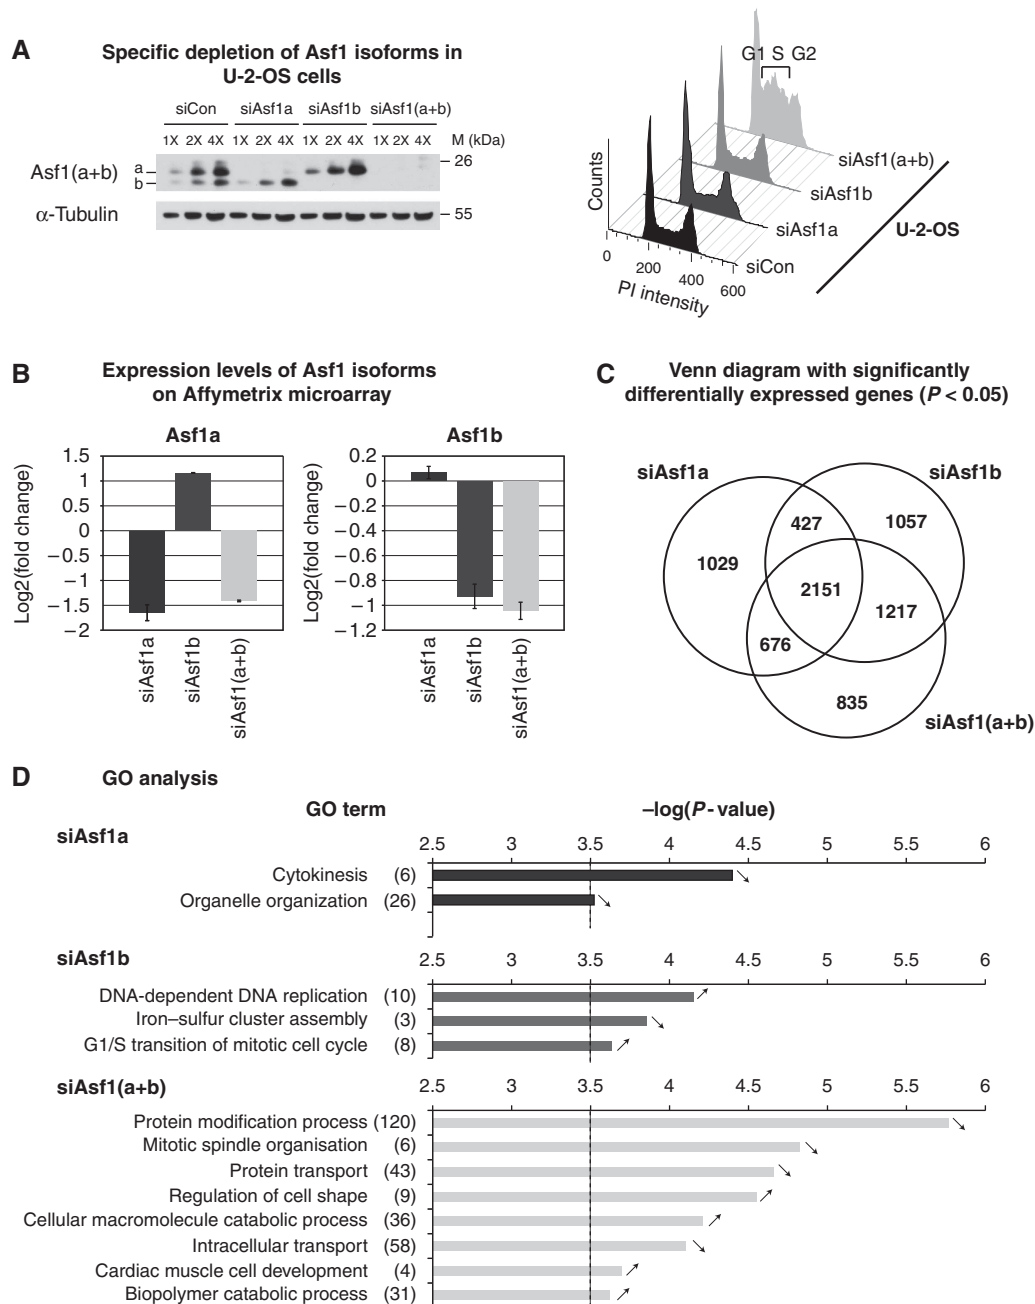 A
Specific depletion of Asf1 isoforms in
U-2-OS cells
siCon siAsf1a siAsf1b siAsf1(a+b)
1X 2X 4X 1X 2X 4X 1X 2X 4X 1X 2X 4X M (kDa)
Asf1(a+b)
a
b
26
α-Tubulin
55
G1 S G2
Counts
0 200 400 600
PI intensity
siAsf1(a+b)
siAsf1b
siAsf1a
siCon
U-2-OS
B
Expression levels of Asf1 isoforms
on Affymetrix microarray
Asf1a
Log2(fold change)
1.5
1
0.5
0
−0.5
−1
−1.5
−2
siAsf1a
siAsf1b
siAsf1(a+b)
Asf1b
Log2(fold change)
0.2
0
−0.2
−0.4
−0.6
−0.8
−1
−1.2
siAsf1a
siAsf1b
siAsf1(a+b)
C
Venn diagram with significantly
differentially expressed genes (P < 0.05)
siAsf1a
siAsf1b
427
1057
1029
2151
1217
676
835
siAsf1(a+b)
D
GO analysis
GO term
–log(P-value)
siAsf1a
2.5 3 3.5 4 4.5 5 5.5 6
Cytokinesis (6) ↘
Organelle organization (26) ↘
siAsf1b
2.5 3 3.5 4 4.5 5 5.5 6
DNA-dependent DNA replication (10) ↗
Iron–sulfur cluster assembly (3) ↘
G1/S transition of mitotic cell cycle (8) ↗
siAsf1(a+b)
2.5 3 3.5 4 4.5 5 5.5 6
Protein modification process (120) ↘
Mitotic spindle organisation (6) ↘
Protein transport (43) ↘
Regulation of cell shape (9) ↗
Cellular macromolecule catabolic process (36) ↗
Intracellular transport (58) ↘
Cardiac muscle cell development (4) ↗
Biopolymer catabolic process (31) ↗